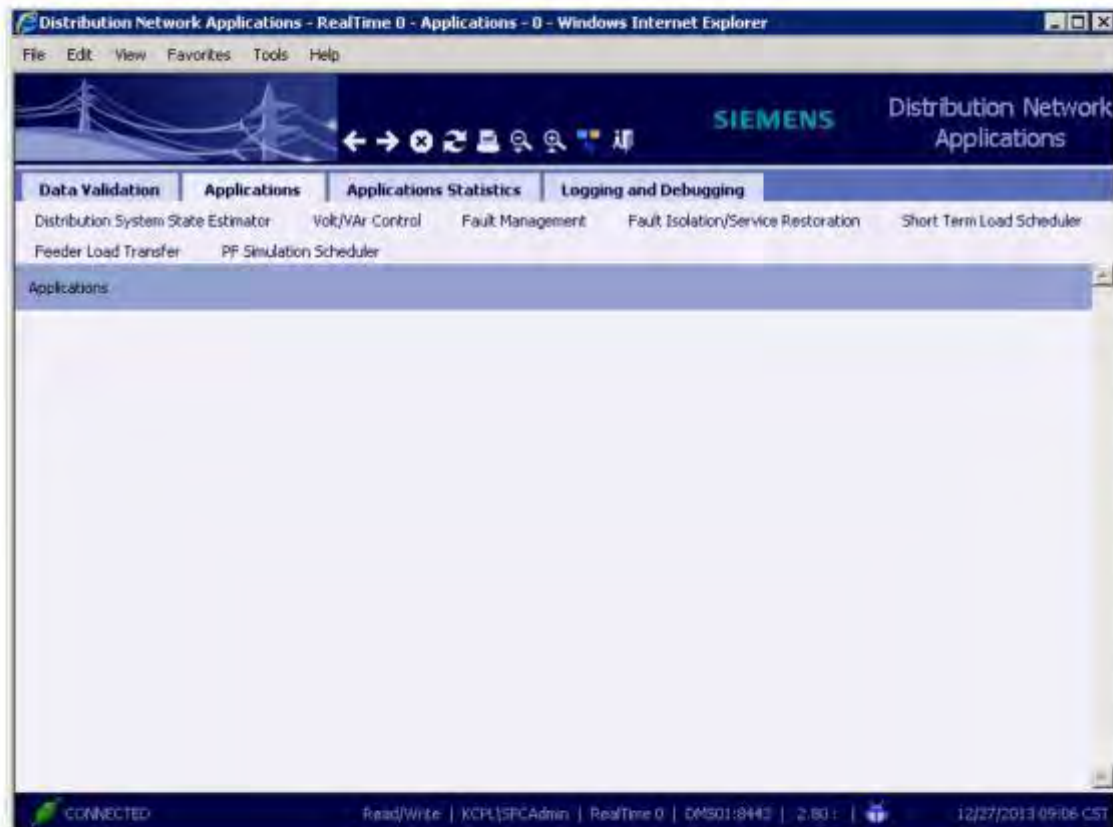 Distribution Network Applications - RealTime 0 - Applications - 0 - Windows Internet Explorer
File Edit View Favorites Tools Help
SIEMENS
Distribution Network
Applications
Data Validation Applications Applications Statistics Logging and Debugging
Distribution System State Estimator Volt/VAr Control Fault Management Fault Isolation/Service Restoration Short Term Load Scheduler
Feeder Load Transfer PF Simulation Scheduler
Applications
CONNECTED Read/Write | KCPL\SPCAdmin | RealTime 0 | DMS01:8443 | 2.80 : | 12/27/2013 09:06 CST